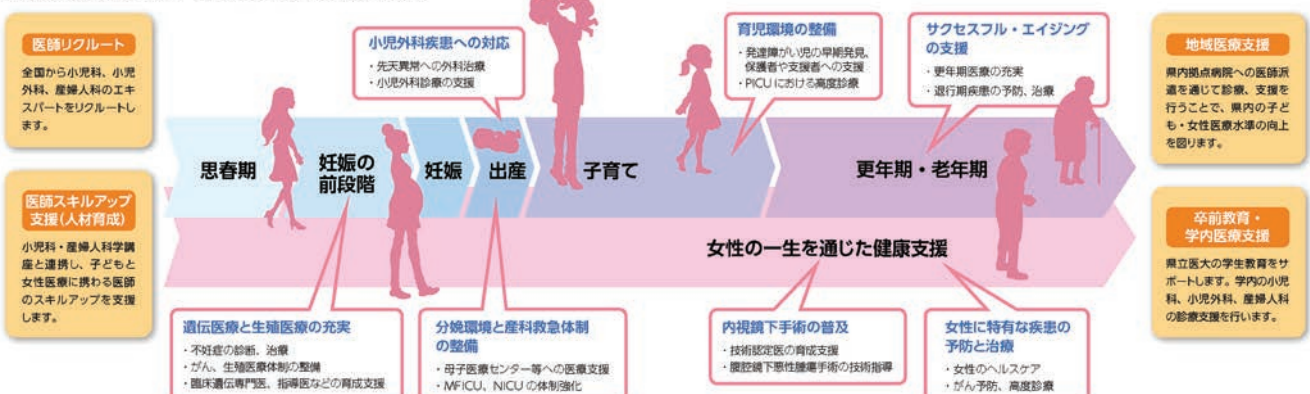 医師リクルート
全国から小児科、小児
外科、産婦人科のエキ
スパートをリクルートし
ます。
医師スキルアップ
支援(人材育成)
小児科・産婦人科学講
座と連携し、子どもと
女性医療に携わる医師
のスキルアップを支援
します。
小児外科疾患への対応
・先天異常への外科治療
・小児外科診療の支援
育児環境の整備
・発達障がい児の早期発見、
保護者や支援者への支援
・PICUにおける高度診療
サクセスフル・エイジング
の支援
・更年期医療の充実
・退行期疾患の予防、治療
思春期
妊娠の
前段階
妊娠
出産
子育て
更年期・老年期
女性の一生を通じた健康支援
遺伝医療と生殖医療の充実
・不妊症の診断、治療
・がん、生殖医療体制の整備
・臨床遺伝専門医、指導医などの育成支援
分娩環境と産科救急体制
の整備
・母子医療センター等への医療支援
・MFICU、NICUの体制強化
内視鏡下手術の普及
・技術認定医の育成支援
・腹腔鏡下悪性腫瘍手術の技術指導
女性に特有な疾患の
予防と治療
・女性のヘルスケア
・がん予防、高度診療
地域医療支援
県内拠点病院への医師派
遣を通じて診療、支援を
行うことで、県内の子ど
も・女性医療水準の向上
を図ります。
卒前教育・
学内医療支援
県立医大の学生教育をサ
ポートします。学内の小児
科、小児外科、産婦人科
の診療支援を行います。